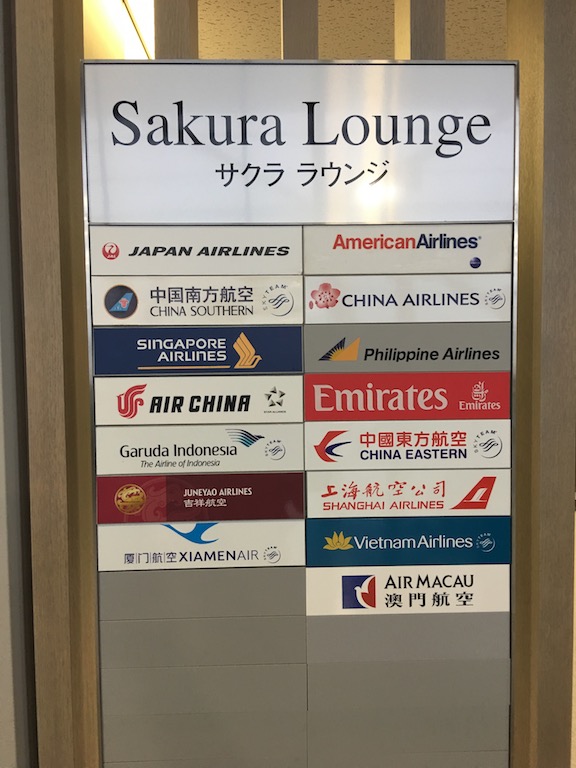 Sakura Lounge
サクラ ラウンジ
JAPAN AIRLINES
AmericanAirlines
中国南方航空
CHINA SOUTHERN
SKYTEAM
CHINA AIRLINES
SINGAPORE
AIRLINES
Philippine Airlines
AIR CHINA
Emirates
Emirates
Garuda Indonesia
The Airline of Indonesia
SKYTEAM
中國東方航空
CHINA EASTERN
SKYTEAM
JUNEYAO AIRLINES
吉祥航空
上海航空公司
SHANGHAI AIRLINES
厦门航空 XIAMENAIR
Vietnam Airlines
AIR MACAU
澳門航空